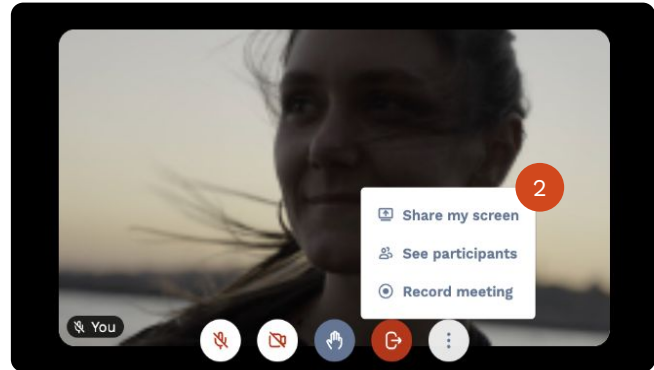 2
Share my screen
See participants
Record meeting
You